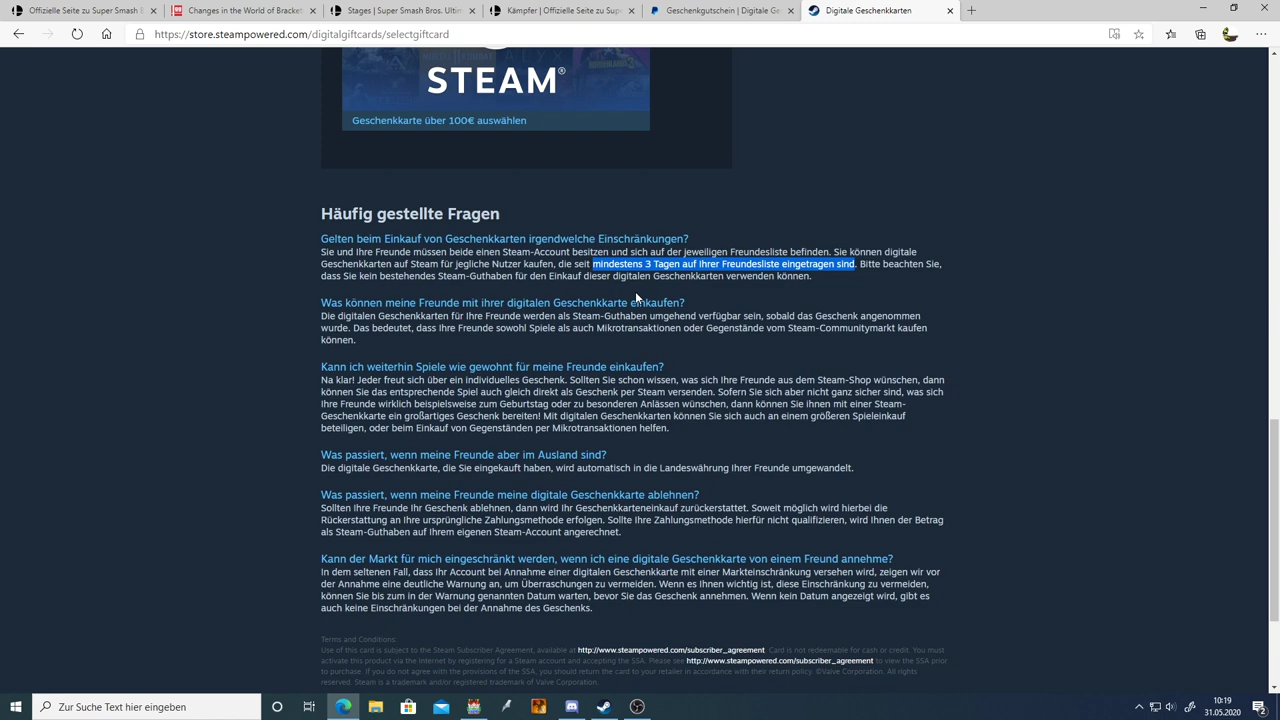 Offizielle Seite zu Super Smash B
Changes in the World of Bracket
Stages | Super Smash Bros. Ultim
Kämpfer | Offizielle Seite zu Sup
Geschenkgutschein | Gestalten
Digitale Geschenkkarten
https://store.steampowered.com/digitalgiftcards/selectgiftcard
STEAM®
Geschenkkarte über 100€ auswählen
Häufig gestellte Fragen
Gelten beim Einkauf von Geschenkkarten irgendwelche Einschränkungen?
Sie und Ihre Freunde müssen beide einen Steam-Account besitzen und sich auf der jeweiligen Freundesliste befinden. Sie können digitale
Geschenkkarten auf Steam für jegliche Nutzer kaufen, die seit mindestens 3 Tagen auf Ihrer Freundesliste eingetragen sind. Bitte beachten Sie,
dass Sie kein bestehendes Steam-Guthaben für den Einkauf dieser digitalen Geschenkkarten verwenden können.
Was können meine Freunde mit ihrer digitalen Geschenkkarte einkaufen?
Die digitalen Geschenkkarten für Ihre Freunde werden als Steam-Guthaben umgehend verfügbar sein, sobald das Geschenk angenommen
wurde. Das bedeutet, dass Ihre Freunde sowohl Spiele als auch Mikrotransaktionen oder Gegenstände vom Steam-Communitymarkt kaufen
können.
Kann ich weiterhin Spiele wie gewohnt für meine Freunde einkaufen?
Na klar! Jeder freut sich über ein individuelles Geschenk. Sollten Sie schon wissen, was sich Ihre Freunde aus dem Steam-Shop wünschen, dann
können Sie das entsprechende Spiel auch gleich direkt als Geschenk per Steam versenden. Sofern Sie sich aber nicht ganz sicher sind, was sich
Ihre Freunde wirklich beispielsweise zum Geburtstag oder zu besonderen Anlässen wünschen, dann können Sie ihnen mit einer Steam-
Geschenkkarte ein großartiges Geschenk bereiten! Mit digitalen Geschenkkarten können Sie sich auch an einem größeren Spieleinkauf
beteiligen, oder beim Einkauf von Gegenständen per Mikrotransaktionen helfen.
Was passiert, wenn meine Freunde aber im Ausland sind?
Die digitale Geschenkkarte, die Sie eingekauft haben, wird automatisch in die Landeswährung Ihrer Freunde umgewandelt.
Was passiert, wenn meine Freunde meine digitale Geschenkkarte ablehnen?
Sollten Ihre Freunde Ihr Geschenk ablehnen, dann wird Ihr Geschenkkarteneinkauf zurückerstattet. Soweit möglich wird hierbei die
Rückerstattung an Ihre ursprüngliche Zahlungsmethode erfolgen. Sollte Ihre Zahlungsmethode hierfür nicht qualifizieren, wird Ihnen der Betrag
als Steam-Guthaben auf Ihrem eigenen Steam-Account angerechnet.
Kann der Markt für mich eingeschränkt werden, wenn ich eine digitale Geschenkkarte von einem Freund annehme?
In dem seltenen Fall, dass Ihr Account bei Annahme einer digitalen Geschenkkarte mit einer Markteinschränkung versehen wird, zeigen wir vor
der Annahme eine deutliche Warnung an, um Überraschungen zu vermeiden. Wenn es Ihnen wichtig ist, diese Einschränkung zu vermeiden,
können Sie bis zum in der Warnung genannten Datum warten, bevor Sie das Geschenk annehmen. Wenn kein Datum angezeigt wird, gibt es
auch keine Einschränkungen bei der Annahme des Geschenks.
Terms and Conditions:
Use of this card is subject to the Steam Subscriber Agreement, available at http://www.steampowered.com/subscriber_agreement. Card is not redeemable for cash or credit. You must
activate this product via the Internet by registering for a Steam account and accepting the SSA. Please see http://www.steampowered.com/subscriber_agreement to view the SSA prior
to purchase. If you do not agree with the provisions of the SSA, you should return the card to your retailer in accordance with their return policy. ©Valve Corporation. All rights
reserved. Steam is a trademark and/or registered trademark of Valve Corporation.
Zur Suche Text hier eingeben
10:19
31.05.2020
2